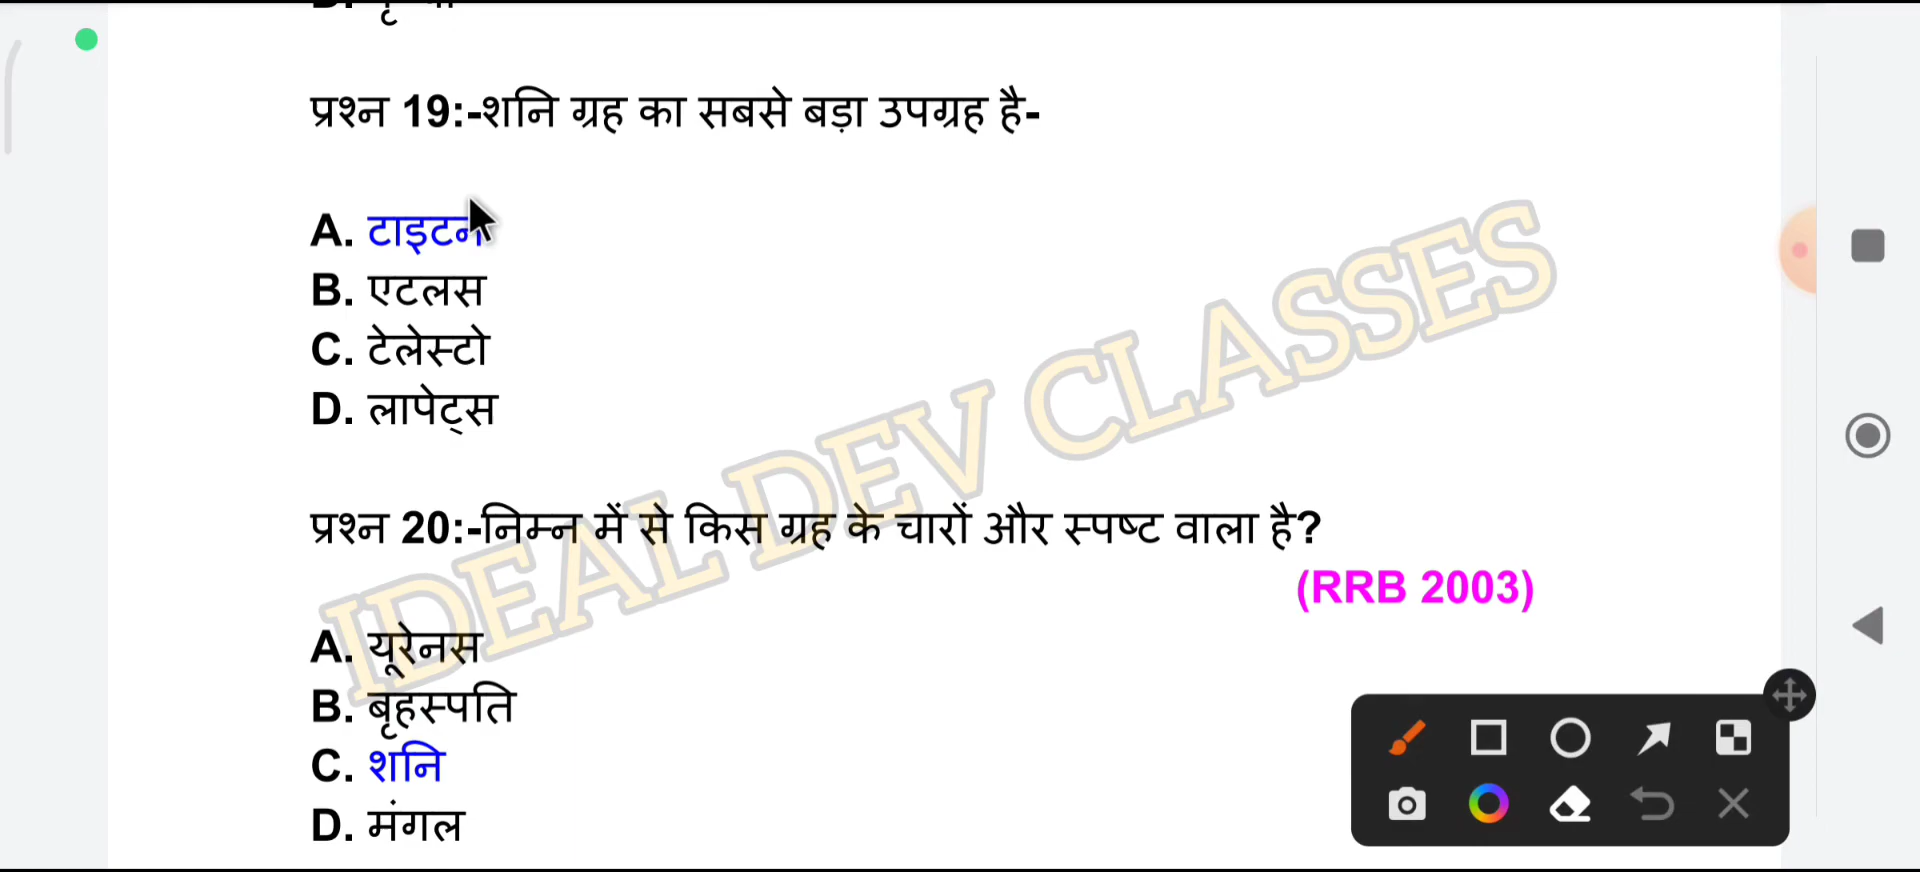 प्रश्न 19:-शनि ग्रह का सबसे बड़ा उपग्रह है-
A. टाइटन
B. एटलस
C. टेलेस्टो
D. लापेट्स
IDEAL DEV CLASSES
प्रश्न 20:-निम्न में से किस ग्रह के चारों और स्पष्ट वाला है?
(RRB 2003)
A. यूरेनस
B. बृहस्पति
C. शनि
D. मंगल